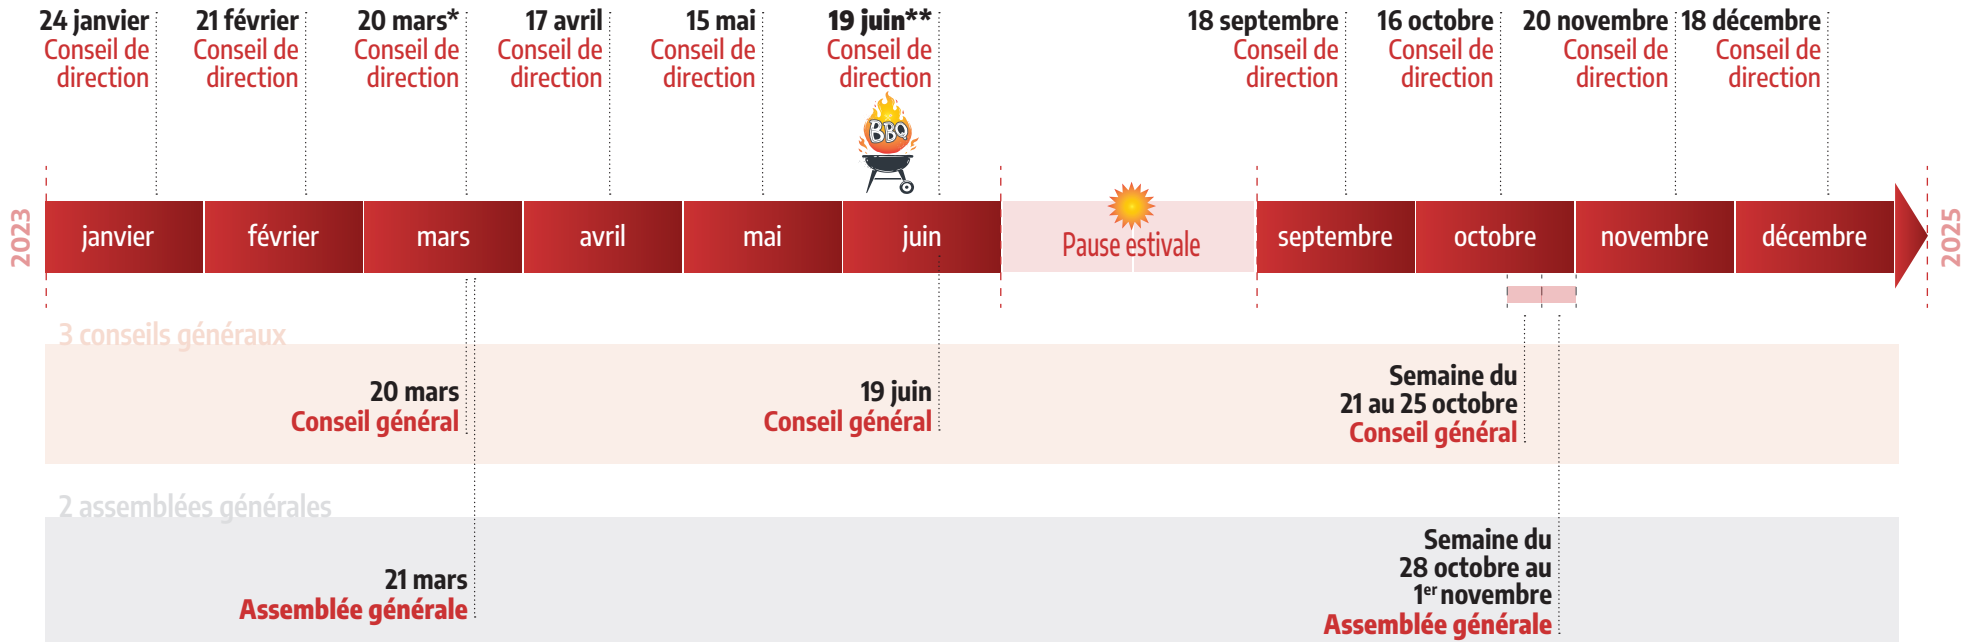 24 janvier
Conseil de
direction
21 février
Conseil de
direction
20 mars*
Conseil de
direction
17 avril
Conseil de
direction
15 mai
Conseil de
direction
19 juin**
Conseil de
direction
BBQ
18 septembre
Conseil de
direction
16 octobre
Conseil de
direction
20 novembre
Conseil de
direction
18 décembre
Conseil de
direction
2023
janvier
février
mars
avril
mai
juin
Pause estivale
septembre
octobre
novembre
décembre
2025
3 conseils généraux
20 mars
Conseil général
19 juin
Conseil général
Semaine du
21 au 25 octobre
Conseil général
2 assemblées générales
21 mars
Assemblée générale
Semaine du
28 octobre au
1er novembre
Assemblée générale